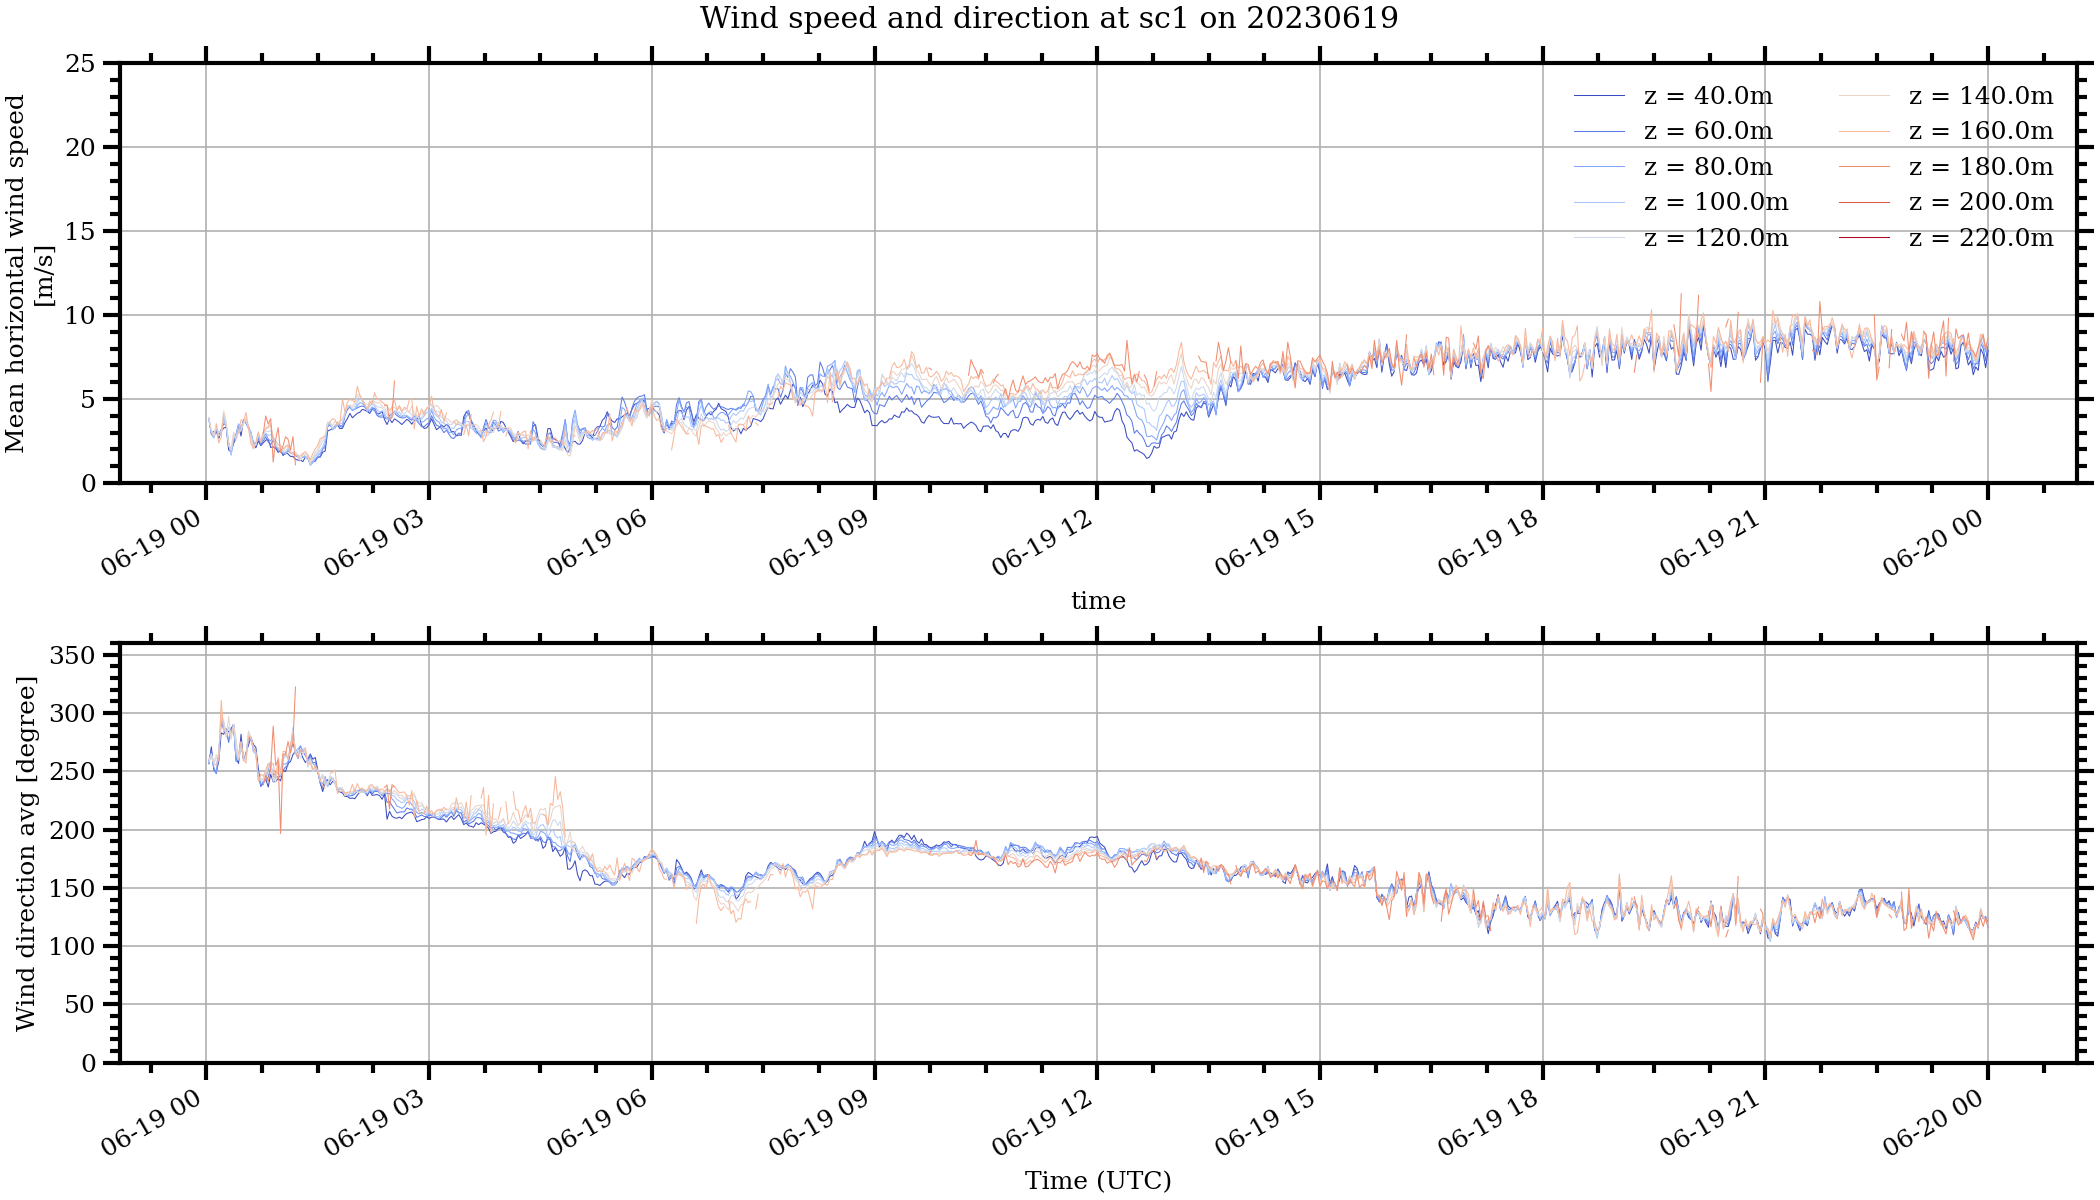 Wind speed and direction at sc1 on 20230619
Mean horizontal wind speed
[m/s]
25
20
15
10
5
0
z = 40.0m
z = 60.0m
z = 80.0m
z = 100.0m
z = 120.0m
z = 140.0m
z = 160.0m
z = 180.0m
z = 200.0m
z = 220.0m
06-19 00
06-19 03
06-19 06
06-19 09
06-19 12
06-19 15
06-19 18
06-19 21
06-20 00
time
Wind direction avg [degree]
350
300
250
200
150
100
50
0
06-19 00
06-19 03
06-19 06
06-19 09
06-19 12
06-19 15
06-19 18
06-19 21
06-20 00
Time (UTC)